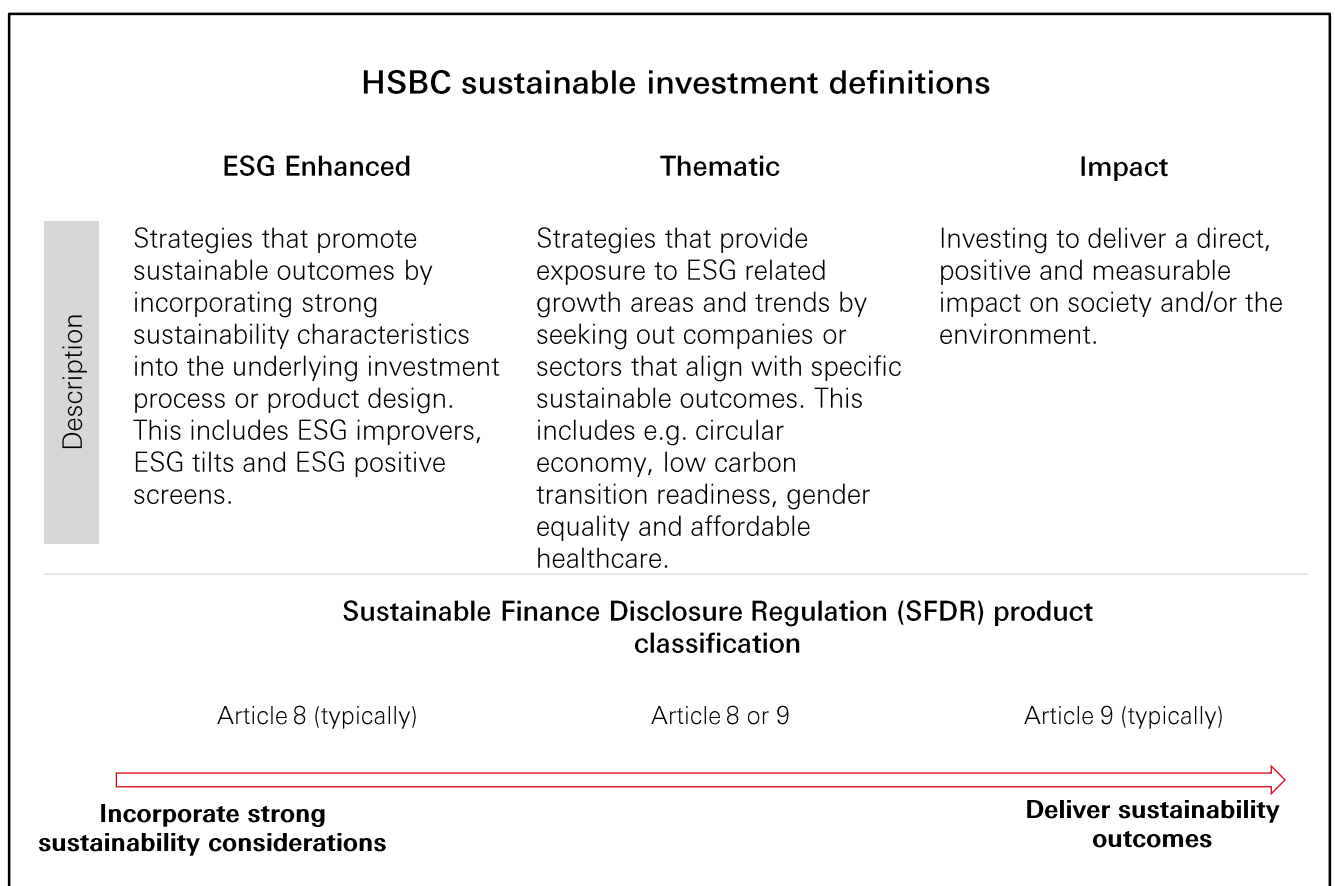 HSBC sustainable investment definitions
ESG Enhanced
Thematic
Impact
Description
Strategies that promote
sustainable outcomes by
incorporating strong
sustainability characteristics
into the underlying investment
process or product design.
This includes ESG improvers,
ESG tilts and ESG positive
screens.
Strategies that provide
exposure to ESG related
growth areas and trends by
seeking out companies or
sectors that align with specific
sustainable outcomes. This
includes e.g. circular
economy, low carbon
transition readiness, gender
equality and affordable
healthcare.
Investing to deliver a direct,
positive and measurable
impact on society and/or the
environment.
Sustainable Finance Disclosure Regulation (SFDR) product
classification
Article 8 (typically)
Article 8 or 9
Article 9 (typically)
Incorporate strong
sustainability considerations
Deliver sustainability
outcomes